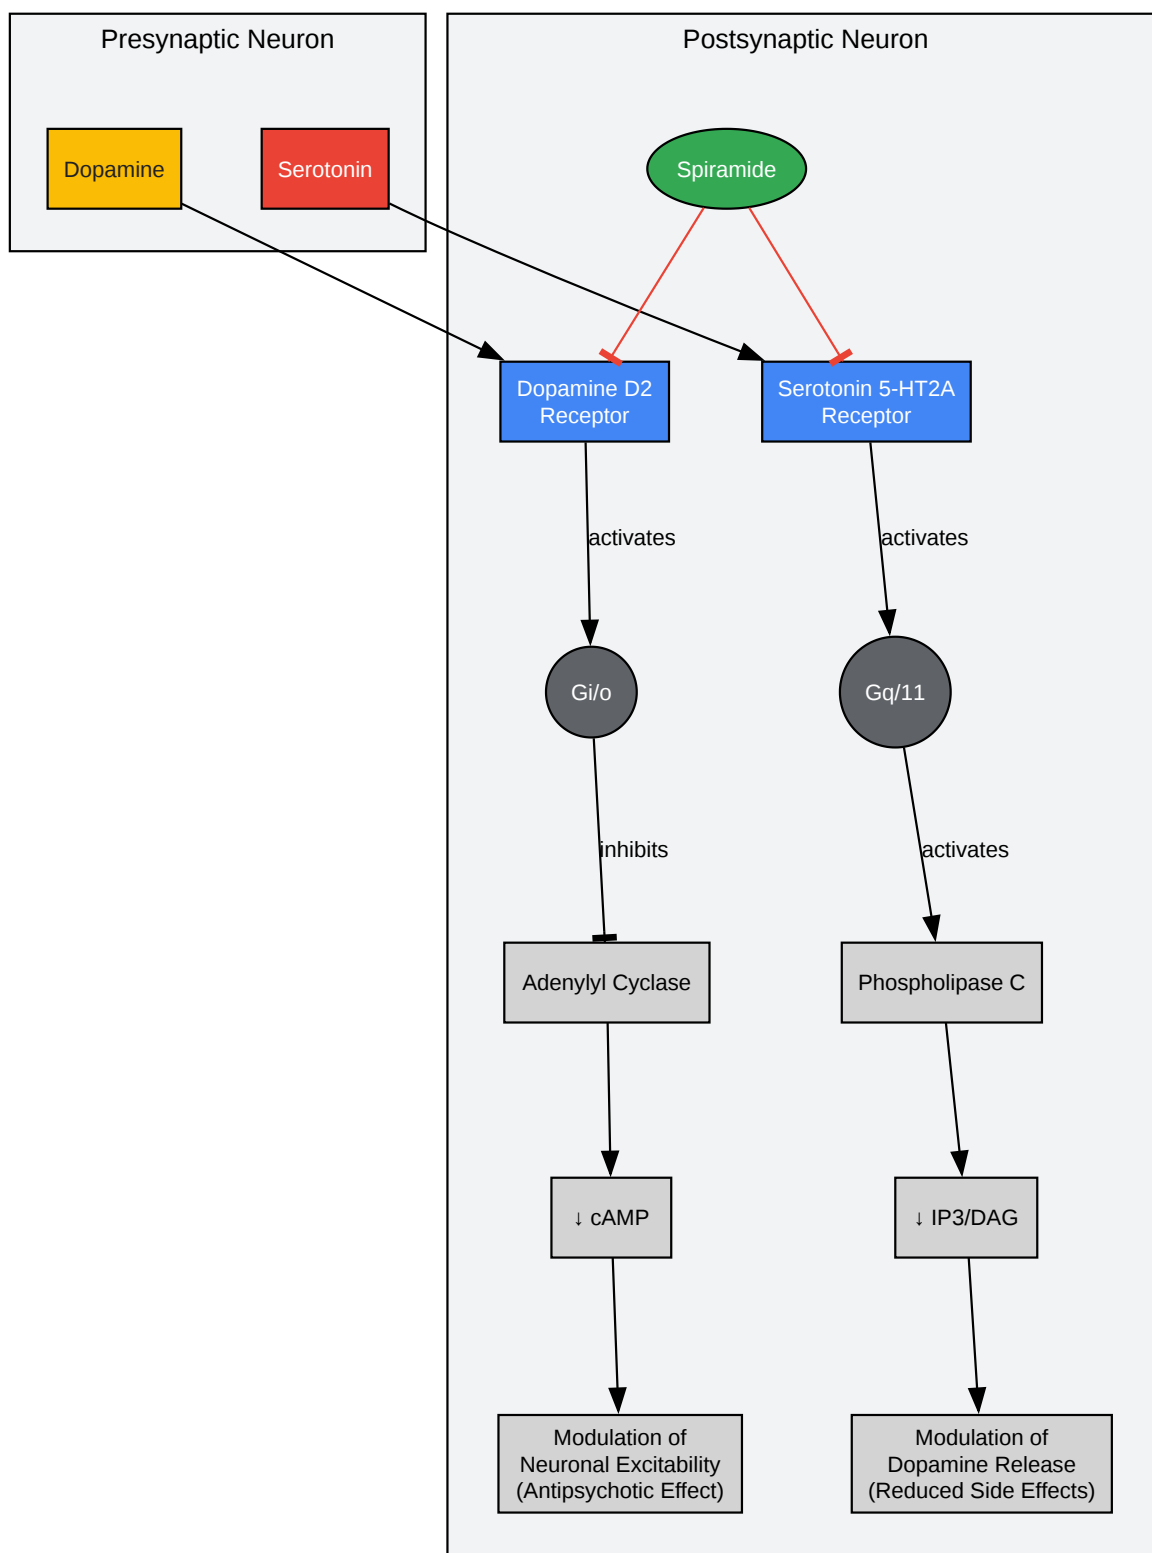 Presynaptic Neuron
Postsynaptic Neuron
Dopamine
Serotonin
Spiramide
Dopamine D2
Receptor
Serotonin 5-HT2A
Receptor
activates
activates
Gi/o
Gq/11
inhibits
activates
Adenylyl Cyclase
Phospholipase C
↓ cAMP
↓ IP3/DAG
Modulation of
Neuronal Excitability
(Antipsychotic Effect)
Modulation of
Dopamine Release
(Reduced Side Effects)